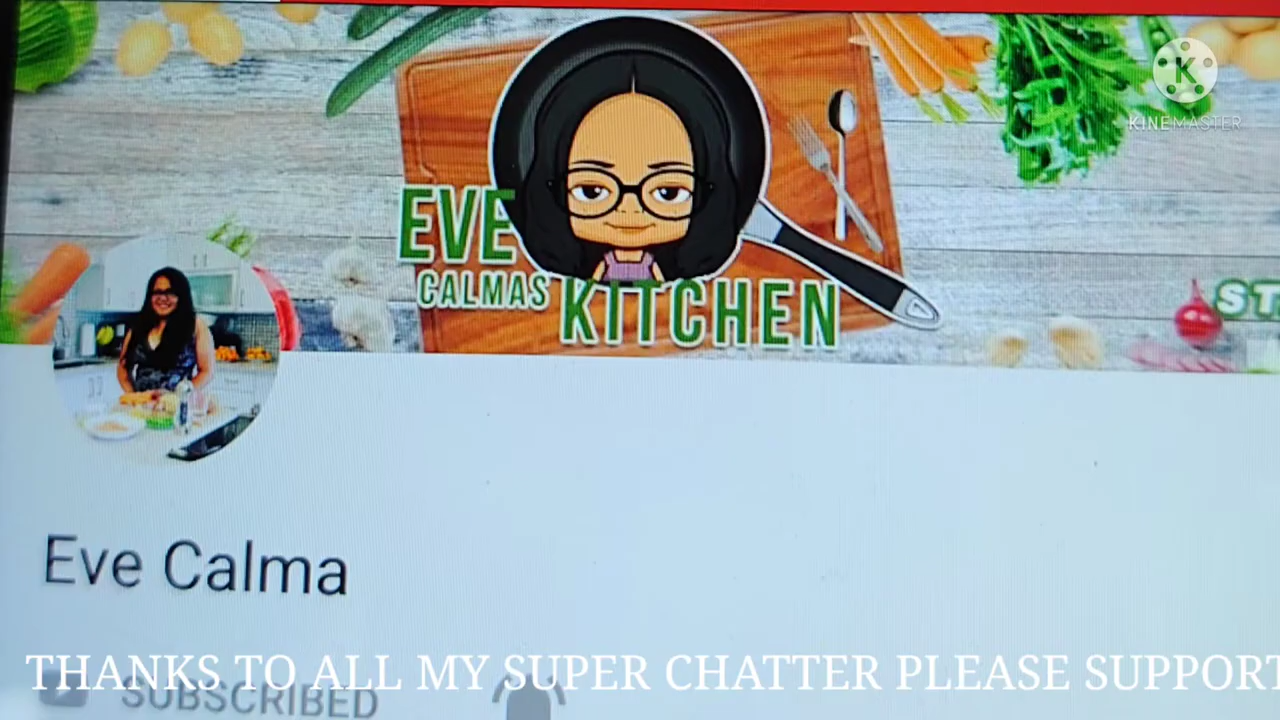 KINEMASTER
EVE
CALMAS
KITCHEN
Eve Calma
THANKS TO ALL MY SUPER CHATTER PLEASE SUPPORT
SUBSCRIBED